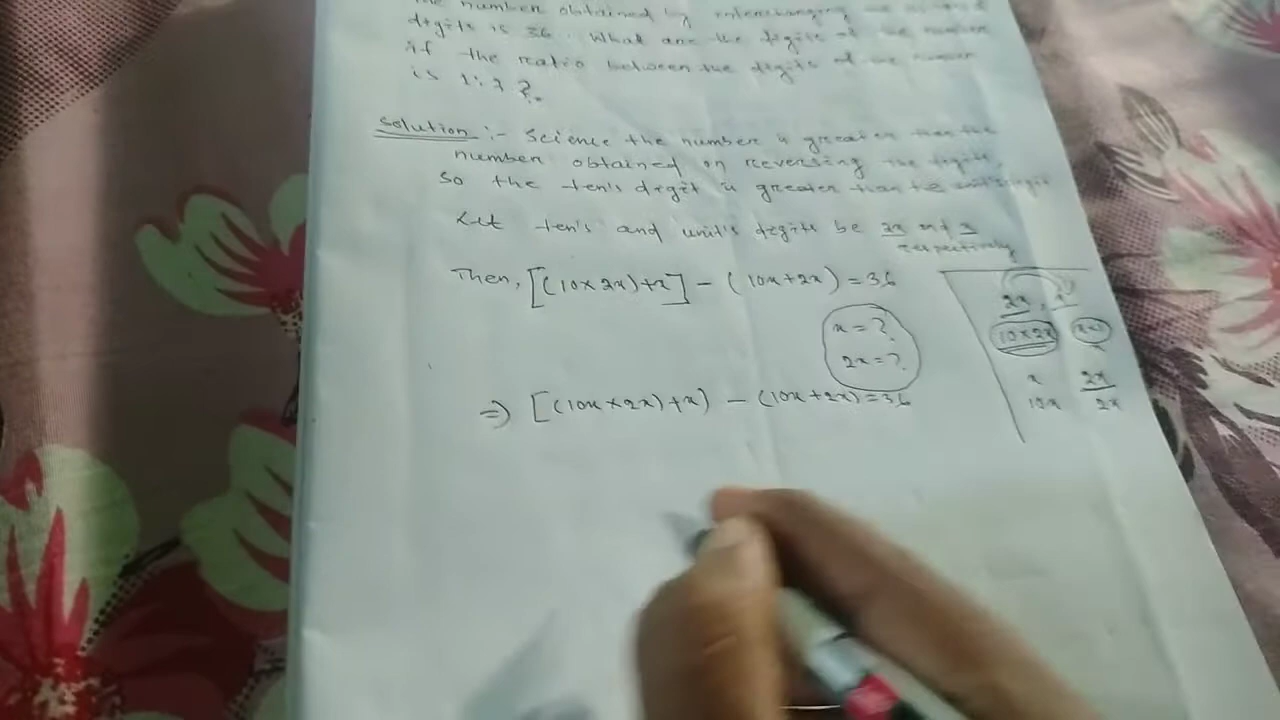 the number obtained by interchanging
digits is 36. What are the digits of the number
if the ratio between the digits of the number
is 1:2 ?.
Solution :- Science the number is greater than the
number obtained on reversing the digits,
so the ten's digit is greater than the unit's digit
Let ten's and unit's digits be 2x and x
respectively
Then, [(10×2x)+x] - (10x+2x) = 36
x = ?
2x = ?
=) [(10x×2x)+x) - (10x+2x) = 36
2x, x
10×2x
x 2x
10x 2x